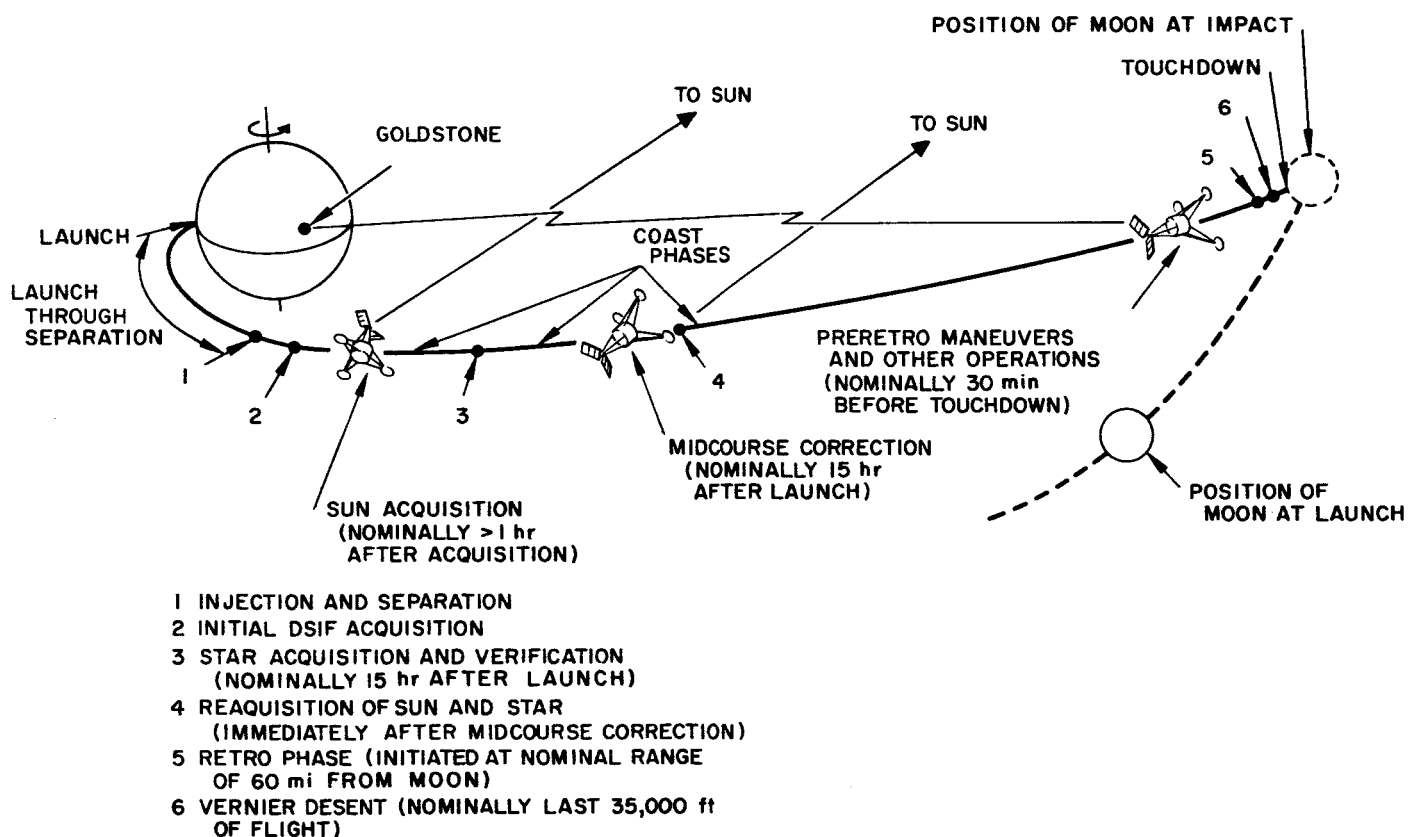 POSITION OF MOON AT IMPACT
TOUCHDOWN
6
5
TO SUN
TO SUN
GOLDSTONE
LAUNCH
COAST
PHASES
LAUNCH
THROUGH
SEPARATION
1
2
3
4
PRERETRO MANEUVERS
AND OTHER OPERATIONS
(NOMINALLY 30 min
BEFORE TOUCHDOWN)
MIDCOURSE CORRECTION
(NOMINALLY 15 hr
AFTER LAUNCH)
POSITION OF
MOON AT LAUNCH
SUN ACQUISITION
(NOMINALLY >1 hr
AFTER ACQUISITION)
1 INJECTION AND SEPARATION
2 INITIAL DSIF ACQUISITION
3 STAR ACQUISITION AND VERIFICATION
(NOMINALLY 15 hr AFTER LAUNCH)
4 REAQUISITION OF SUN AND STAR
(IMMEDIATELY AFTER MIDCOURSE CORRECTION)
5 RETRO PHASE (INITIATED AT NOMINAL RANGE
OF 60 mi FROM MOON)
6 VERNIER DESENT (NOMINALLY LAST 35,000 ft
OF FLIGHT)